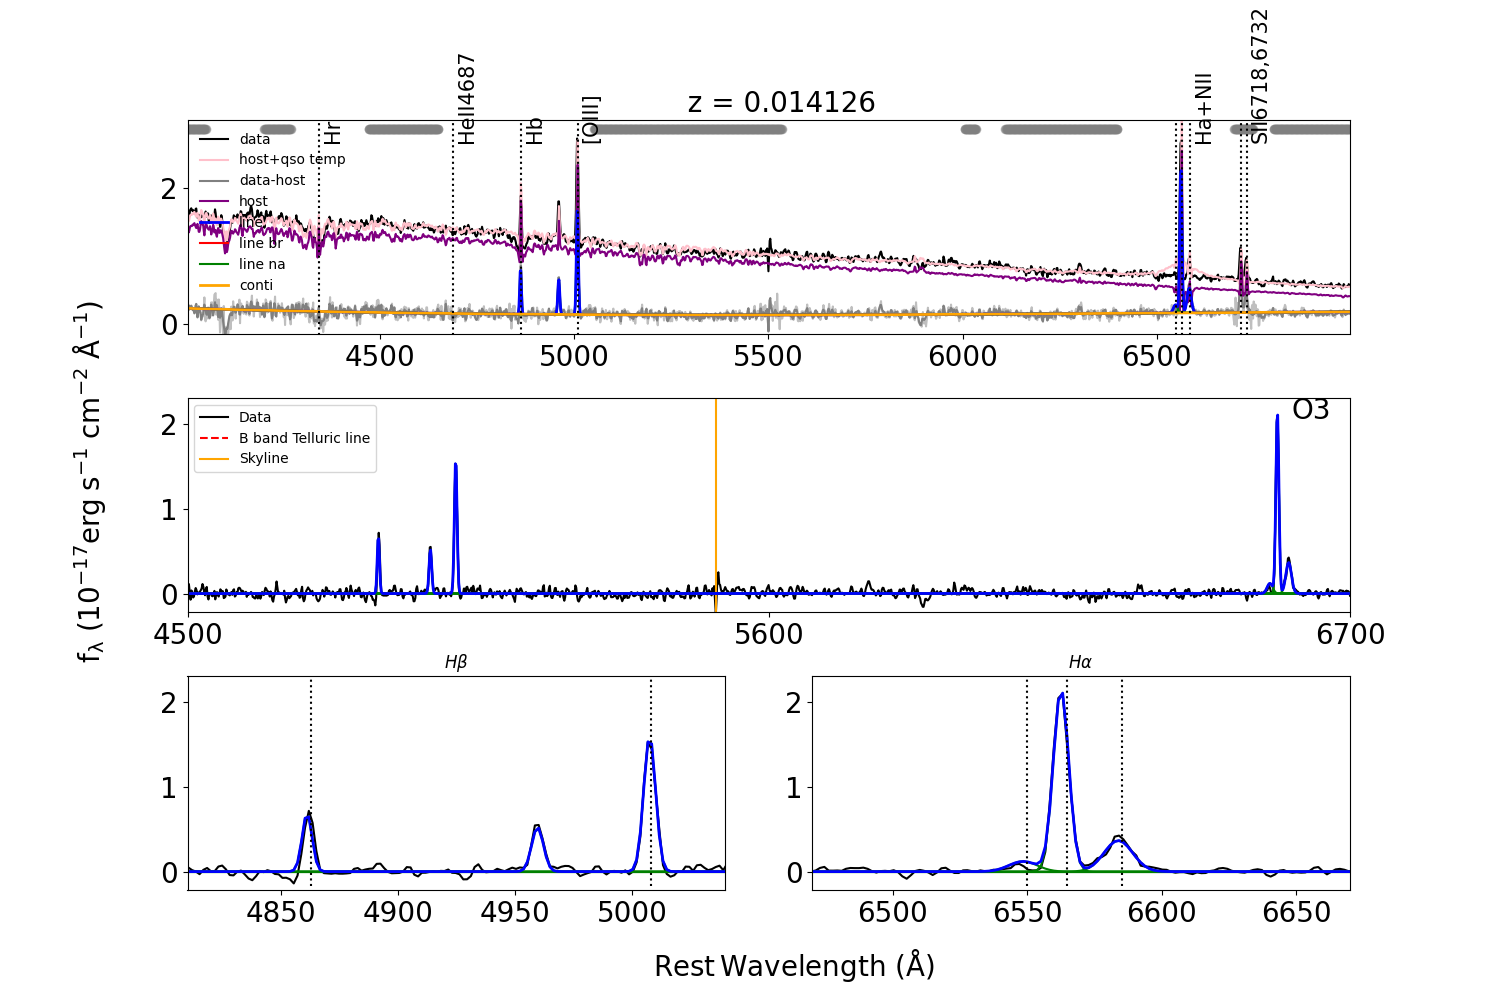 z = 0.014126
Hr
HeII4687
Hb
[OIII]
Ha+NII
SII6718,6732
data
host+qso temp
data-host
host
line
line br
line na
conti
2
0
4500 5000 5500 6000 6500
fλ (10⁻¹⁷erg s⁻¹ cm⁻² Å⁻¹)
Data
B band Telluric line
Skyline
O3
2
1
0
4500 5600 6700
Hβ
2
1
0
4850 4900 4950 5000
Hα
2
1
0
6500 6550 6600 6650
Rest Wavelength (Å)